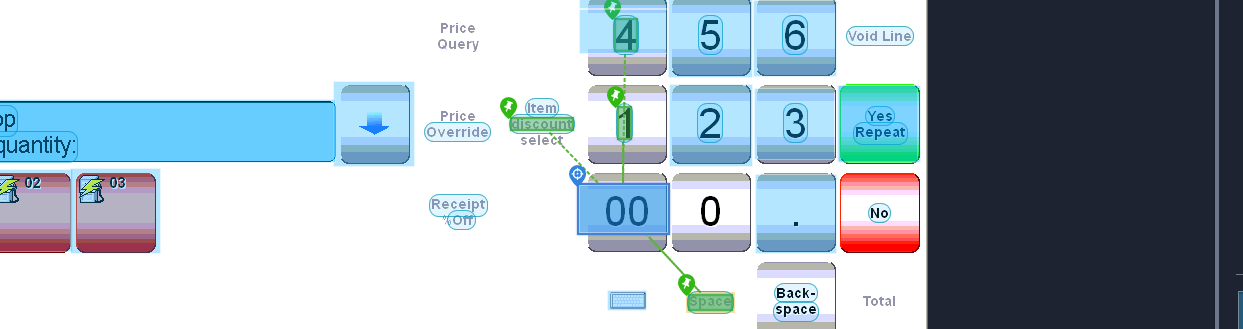 Price
Query
4
5
6
Void Line
op
quantity:
Price
Override
Item
discount
select
1
2
3
Yes
Repeat
02
03
Receipt
%Off
00
0
.
No
Space
Back-
space
Total